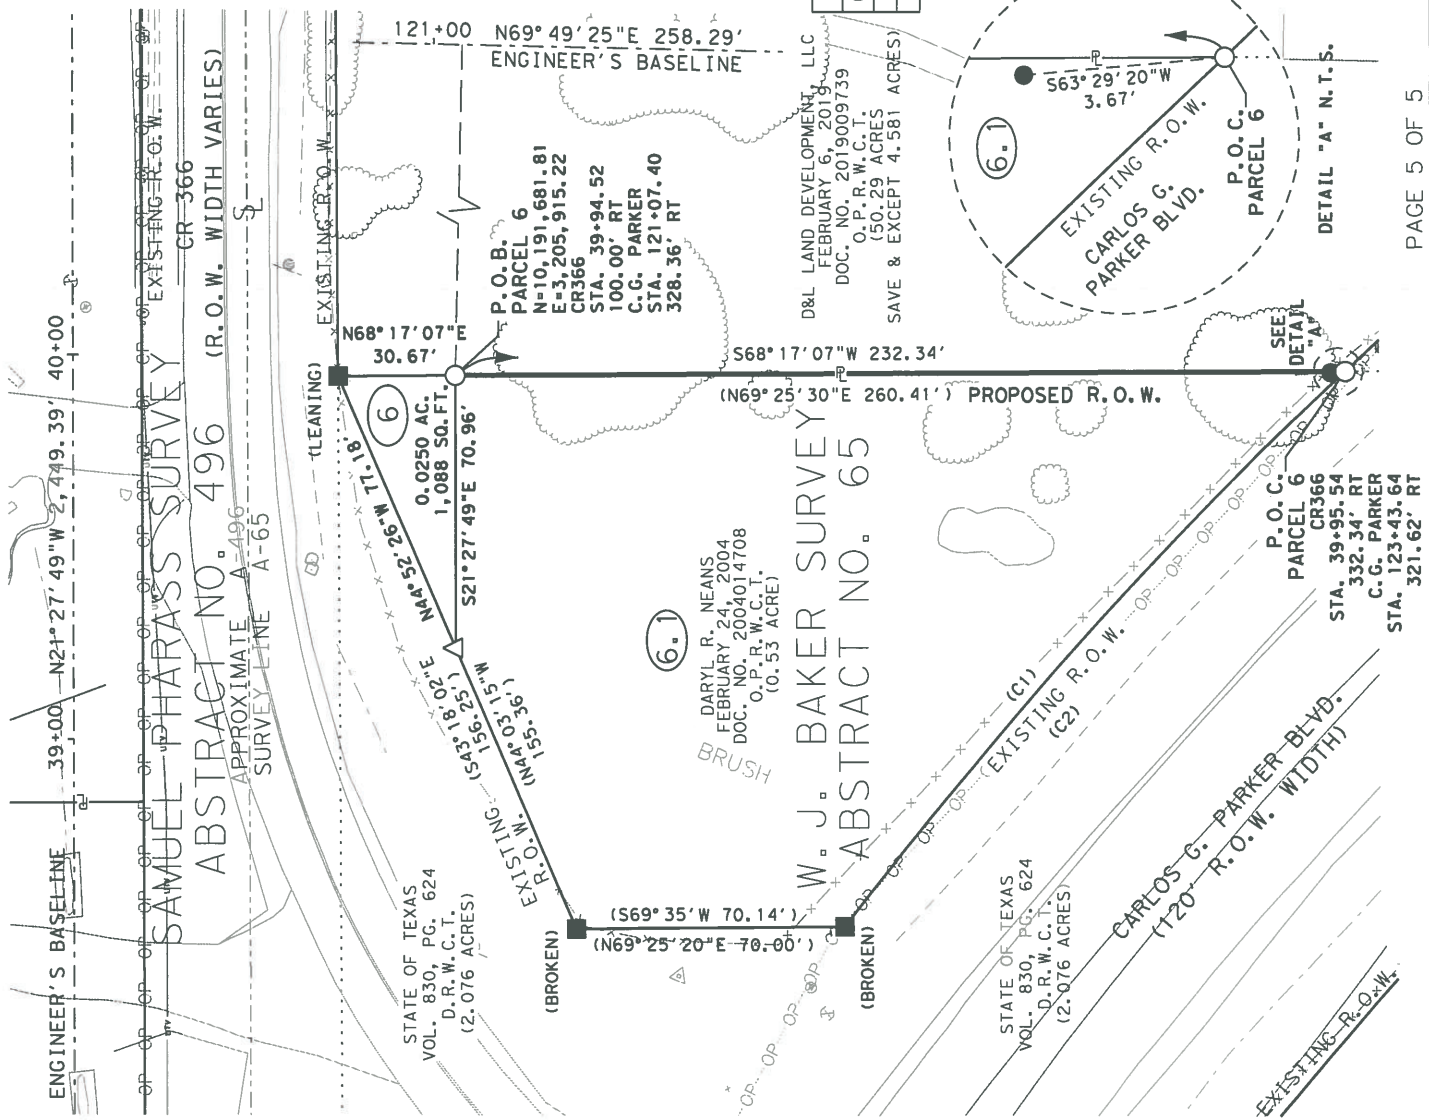 121+00 N69°49'25"E 258.29'
ENGINEER'S BASELINE
ENGINEER'S BASELINE 39+00 N21°27'49"W 2,449.39' 40+00
EXISTING R.O.W.
CR 366
(R.O.W. WIDTH VARIES)
SAMUEL PHARASS SURVEY
ABSTRACT NO. 496
APPROXIMATE A-496
SURVEY LINE A-65
EXISTING R.O.W.
(LEANING)
N68°17'07"E
30.67'
P.O.B.
PARCEL 6
N=10,191,681.81
E=3,205,915.22
CR366
STA. 39+94.52
100.00' RT
C.G. PARKER
STA. 121+07.40
328.36' RT
6
0.0250 AC.
1,088 SQ.FT.
N44°52'26"W 77.18'
S21°27'49"E 70.96'
S68°17'07"W 232.34'
(N69°25'30"E 260.41') PROPOSED R.O.W.
D&L LAND DEVELOPMENT, LLC
FEBRUARY 6, 2019
DOC. NO. 2019009739
O.P.R.W.C.T.
(50.29 ACRES
SAVE & EXCEPT 4.581 ACRES)
6.1
S63°29'20"W
3.67'
EXISTING R.O.W.
CARLOS G.
PARKER BLVD.
P.O.C.
PARCEL 6
DETAIL "A" N.T.S.
PAGE 5 OF 5
SEE
DETAIL
"A"
P.O.C.
PARCEL 6
CR366
STA. 39+95.54
332.34' RT
C.G. PARKER
STA. 123+43.64
321.62' RT
6.1
DARYL R. NEANS
FEBRUARY 24, 2004
DOC. NO. 2004014708
O.P.R.W.C.T.
(0.53 ACRE)
BRUSH
W. J. BAKER SURVEY
ABSTRACT NO. 65
(S43°18'02"E
156.25')
(N44°03'15"W
155.36')
EXISTING
R.O.W.
(BROKEN)
(S69°35'W 70.14')
(N69°25'20"E 70.00')
(BROKEN)
(C1)
EXISTING R.O.W.
(C2)
STATE OF TEXAS
VOL. 830, PG. 624
D.R.W.C.T.
(2.076 ACRES)
STATE OF TEXAS
VOL. 830, PG. 624
D.R.W.C.T.
(2.076 ACRES)
CARLOS G. PARKER BLVD.
(120' R.O.W. WIDTH)
EXISTING R.O.W.